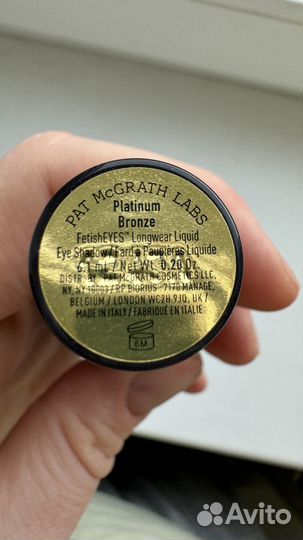 PAT McGRATH LABS
Platinum
Bronze
FetishEYES™ Longwear Liquid
Eye Shadow/Fard à Paupières Liquide
6.1 ml / Net Wt. 0.20 Oz.
DISTR. BY PAT McGRATH COSMETICS LLC,
NY, NY 10003 / RP BIORIUS - 7170 MANAGE,
BELGIUM / LONDON WC2H 9JQ, UK /
MADE IN ITALY / FABRIQUÉ EN ITALIE
6M
Avito